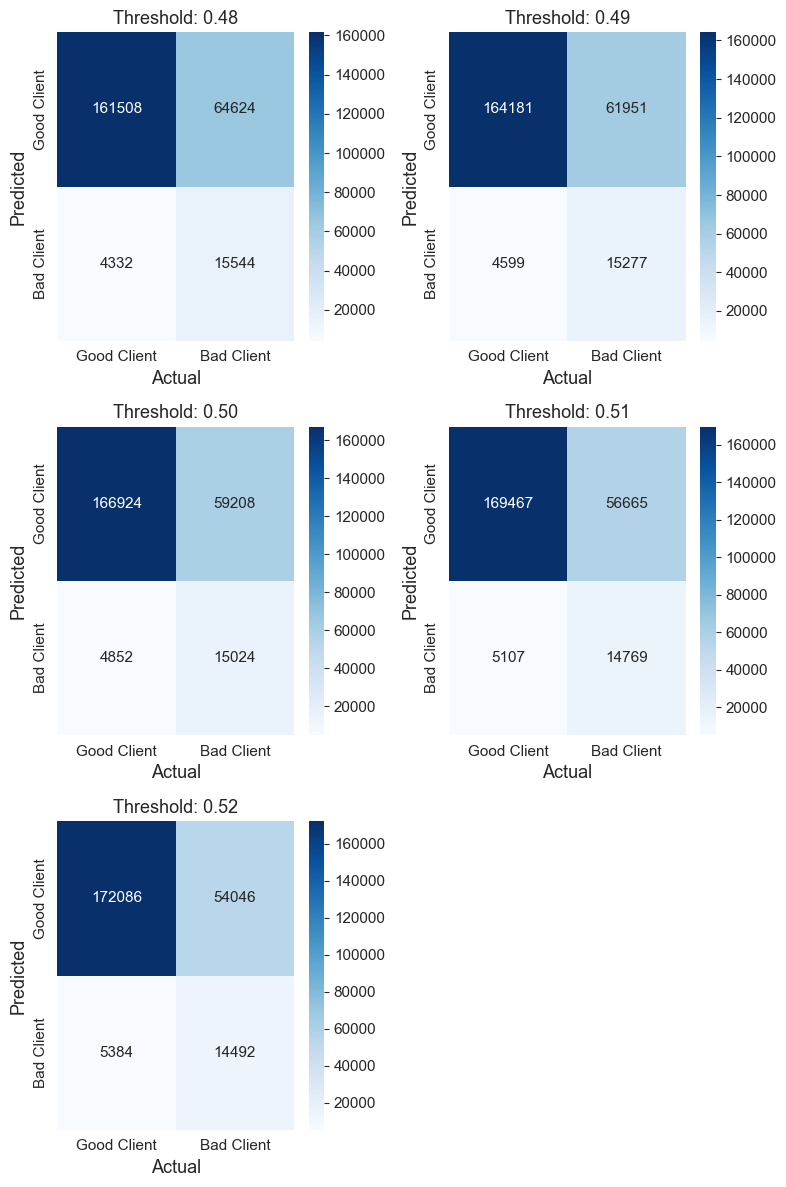 Threshold: 0.48
Predicted
Good Client
Bad Client
161508 64624
4332 15544
Good Client Bad Client
Actual
160000
140000
120000
100000
80000
60000
40000
20000
Threshold: 0.49
Predicted
Good Client
Bad Client
164181 61951
4599 15277
Good Client Bad Client
Actual
160000
140000
120000
100000
80000
60000
40000
20000
Threshold: 0.50
Predicted
Good Client
Bad Client
166924 59208
4852 15024
Good Client Bad Client
Actual
160000
140000
120000
100000
80000
60000
40000
20000
Threshold: 0.51
Predicted
Good Client
Bad Client
169467 56665
5107 14769
Good Client Bad Client
Actual
160000
140000
120000
100000
80000
60000
40000
20000
Threshold: 0.52
Predicted
Good Client
Bad Client
172086 54046
5384 14492
Good Client Bad Client
Actual
160000
140000
120000
100000
80000
60000
40000
20000